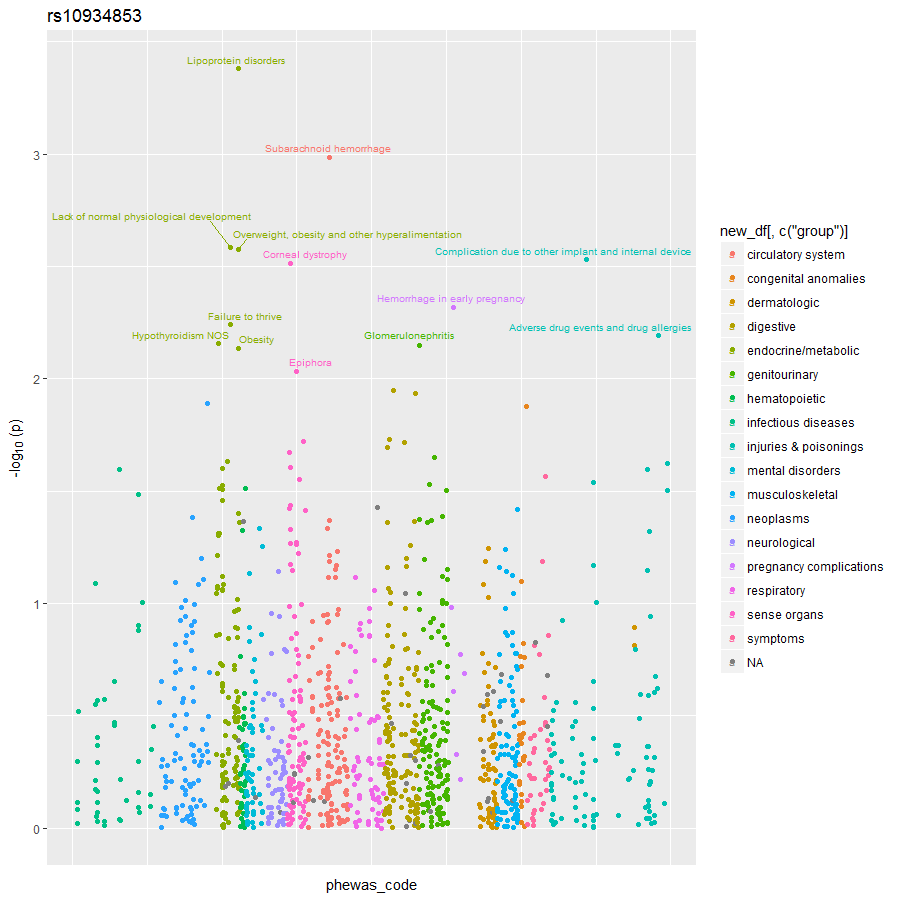 rs10934853
Lipoprotein disorders
Subarachnoid hemorrhage
Lack of normal physiological development
Overweight, obesity and other hyperalimentation
Corneal dystrophy
Complication due to other implant and internal device
Hemorrhage in early pregnancy
Failure to thrive
Adverse drug events and drug allergies
Hypothyroidism NOS
Obesity
Glomerulonephritis
Epiphora
3
2
1
0
-log10 (p)
phewas_code
new_df[, c("group")]
circulatory system
congenital anomalies
dermatologic
digestive
endocrine/metabolic
genitourinary
hematopoietic
infectious diseases
injuries & poisonings
mental disorders
musculoskeletal
neoplasms
neurological
pregnancy complications
respiratory
sense organs
symptoms
NA